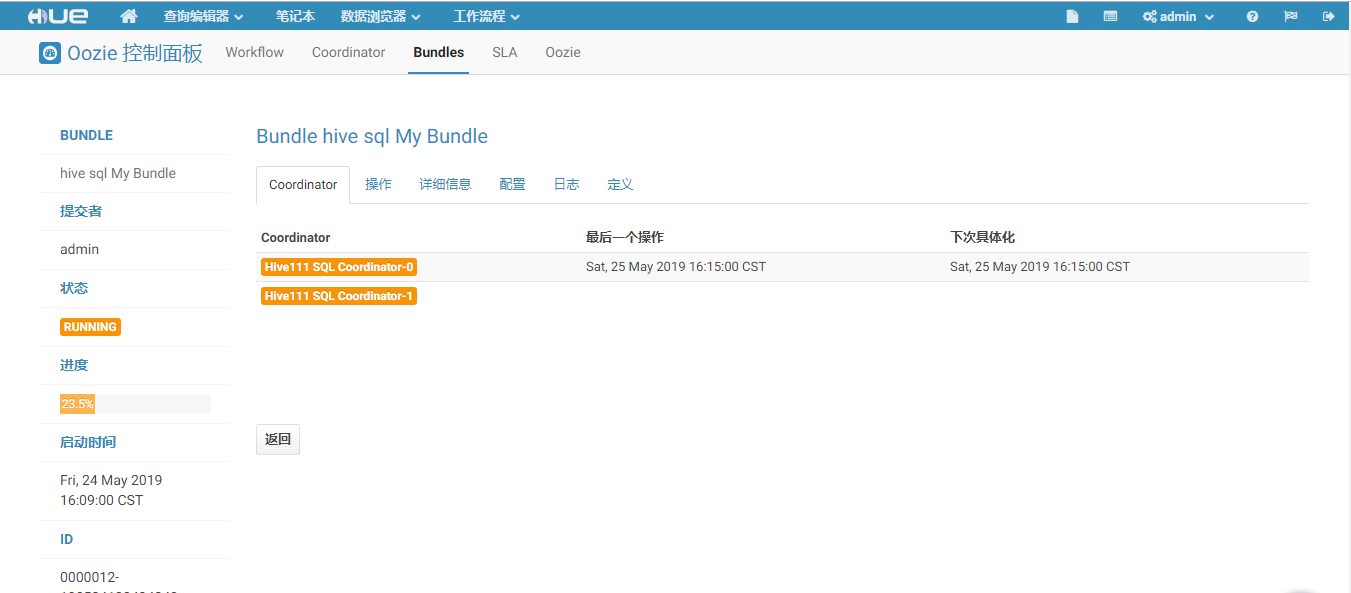 HUE 查询编辑器 笔记本 数据浏览器 工作流程 admin
Oozie 控制面板 Workflow Coordinator Bundles SLA Oozie
BUNDLE
hive sql My Bundle
提交者
admin
状态
RUNNING
进度
23.5%
启动时间
Fri, 24 May 2019
16:09:00 CST
ID
0000012-
Bundle hive sql My Bundle
Coordinator 操作 详细信息 配置 日志 定义
Coordinator 最后一个操作 下次具体化
Hive111 SQL Coordinator-0 Sat, 25 May 2019 16:15:00 CST Sat, 25 May 2019 16:15:00 CST
Hive111 SQL Coordinator-1
返回